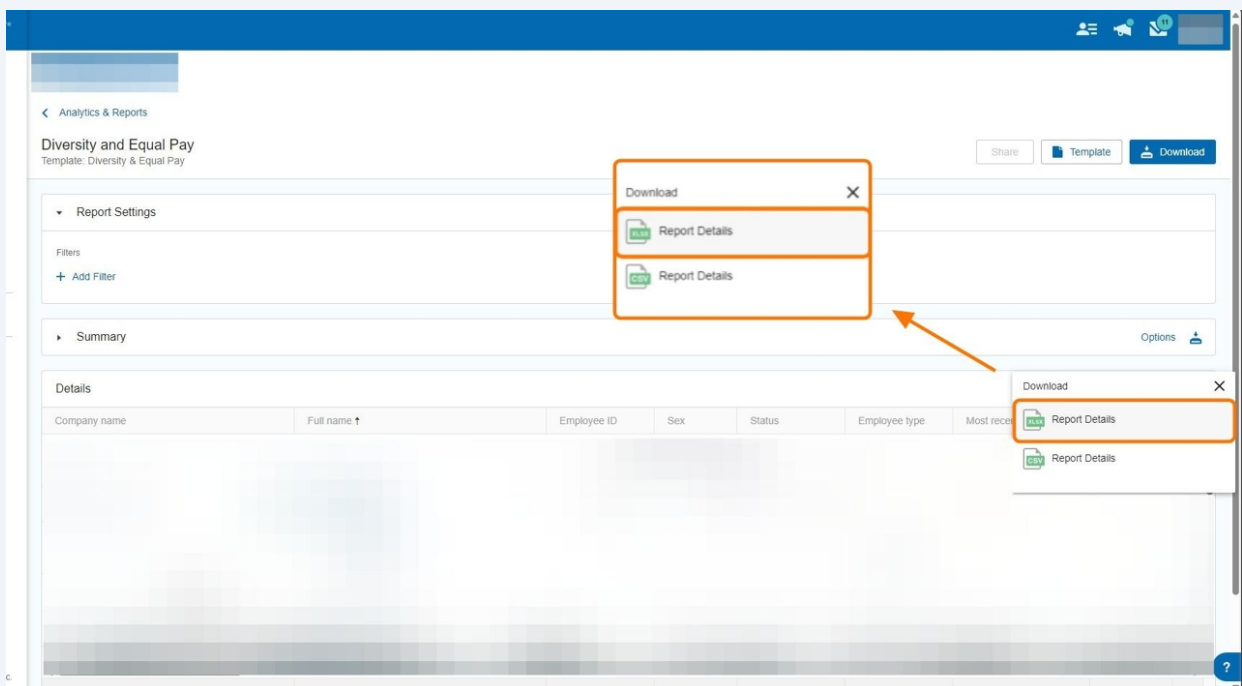 11
Analytics & Reports
Diversity and Equal Pay
Template: Diversity & Equal Pay
Share
Template
Download
Report Settings
Filters
+ Add Filter
Download
XLSX Report Details
CSV Report Details
Summary
Options
Details
Company name
Full name
Employee ID
Sex
Status
Employee type
Most recen
Download
XLSX Report Details
CSV Report Details
?
c.